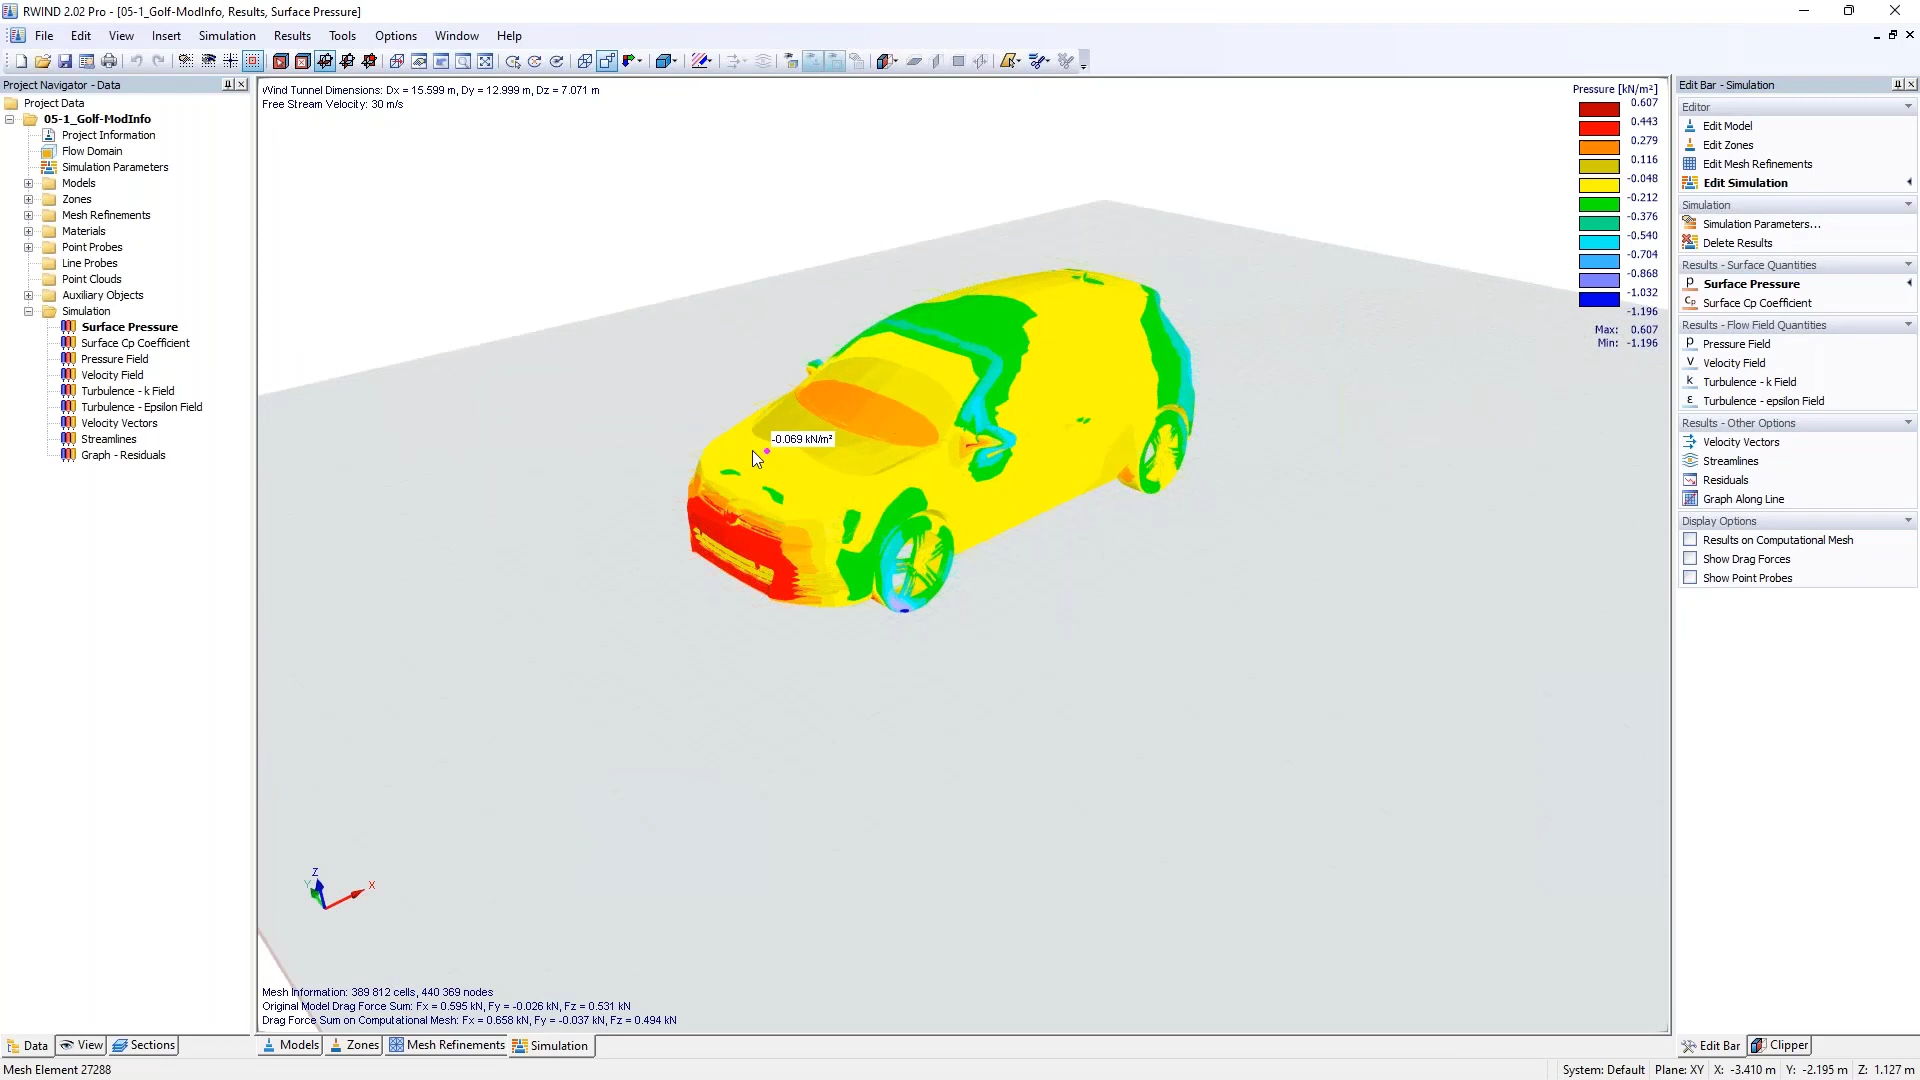 RWIND 2.02 Pro - [05-1_Golf-ModInfo, Results, Surface Pressure]
File Edit View Insert Simulation Results Tools Options Window Help
Project Navigator - Data
Project Data
05-1_Golf-ModInfo
Project Information
Flow Domain
Simulation Parameters
Models
Zones
Mesh Refinements
Materials
Point Probes
Line Probes
Point Clouds
Auxiliary Objects
Simulation
Surface Pressure
Surface Cp Coefficient
Pressure Field
Velocity Field
Turbulence - k Field
Turbulence - Epsilon Field
Velocity Vectors
Streamlines
Graph - Residuals
Data View Sections
Wind Tunnel Dimensions: Dx = 15.599 m, Dy = 12.999 m, Dz = 7.071 m
Free Stream Velocity: 30 m/s
Pressure [kN/m²]
0.607
0.443
0.279
0.116
-0.048
-0.212
-0.376
-0.540
-0.704
-0.868
-1.032
-1.196
Max: 0.607
Min: -1.196
-0.069 kN/m²
Z
Y
X
Mesh Information: 389 812 cells, 440 369 nodes
Original Model Drag Force Sum: Fx = 0.595 kN, Fy = -0.026 kN, Fz = 0.531 kN
Drag Force Sum on Computational Mesh: Fx = 0.658 kN, Fy = -0.037 kN, Fz = 0.494 kN
Models Zones Mesh Refinements Simulation
Edit Bar - Simulation
Editor
Edit Model
Edit Zones
Edit Mesh Refinements
Edit Simulation
Simulation
Simulation Parameters...
Delete Results
Results - Surface Quantities
p Surface Pressure
Cp Surface Cp Coefficient
Results - Flow Field Quantities
p Pressure Field
V Velocity Field
k Turbulence - k Field
ε Turbulence - epsilon Field
Results - Other Options
Velocity Vectors
Streamlines
Residuals
Graph Along Line
Display Options
Results on Computational Mesh
Show Drag Forces
Show Point Probes
Edit Bar Clipper
Mesh Element 27288
System: Default Plane: XY X: -3.410 m Y: -2.195 m Z: 1.127 m